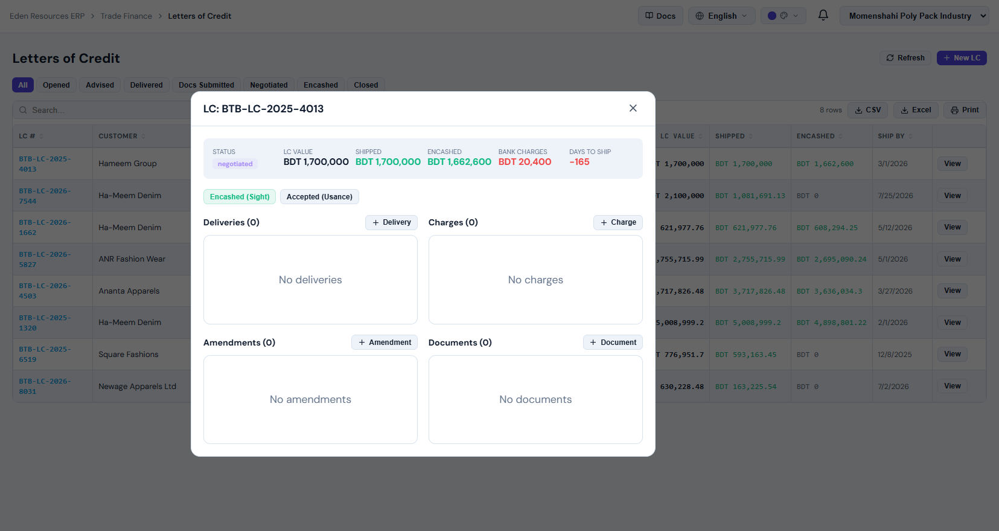 Eden Resources ERP > Trade Finance > Letters of Credit
Docs
English
Momenshahi Poly Pack Industry
Letters of Credit
Refresh
+ New LC
All
Opened
Advised
Delivered
Docs Submitted
Negotiated
Encashed
Closed
Search...
8 rows
CSV
Excel
Print
LC #
CUSTOMER
LC VALUE
SHIPPED
ENCASHED
SHIP BY
BTB-LC-2025-
4013
Hameem Group
T 1,700,000
BDT 1,700,000
BDT 1,662,600
3/1/2026
View
BTB-LC-2026-
7544
Ha-Meem Denim
T 2,100,000
BDT 1,081,691.13
BDT 0
7/25/2026
View
BTB-LC-2026-
1662
Ha-Meem Denim
621,977.76
BDT 621,977.76
BDT 608,294.25
5/12/2026
View
BTB-LC-2026-
5827
ANR Fashion Wear
,755,715.99
BDT 2,755,715.99
BDT 2,695,090.24
5/1/2026
View
BTB-LC-2026-
4503
Ananta Apparels
,717,826.48
BDT 3,717,826.48
BDT 3,636,034.3
3/27/2026
View
BTB-LC-2025-
1320
Ha-Meem Denim
5,008,999.2
BDT 5,008,999.2
BDT 4,898,801.22
2/1/2026
View
BTB-LC-2025-
6519
Square Fashions
T 776,951.7
BDT 593,163.45
BDT 0
12/8/2025
View
BTB-LC-2026-
8031
Newage Apparels Ltd
630,228.48
BDT 163,225.54
BDT 0
7/2/2026
View
LC: BTB-LC-2025-4013
STATUS
negotiated
LC VALUE
BDT 1,700,000
SHIPPED
BDT 1,700,000
ENCASHED
BDT 1,662,600
BANK CHARGES
BDT 20,400
DAYS TO SHIP
-165
Encashed (Sight)
Accepted (Usance)
Deliveries (0)
+ Delivery
No deliveries
Charges (0)
+ Charge
No charges
Amendments (0)
+ Amendment
No amendments
Documents (0)
+ Document
No documents